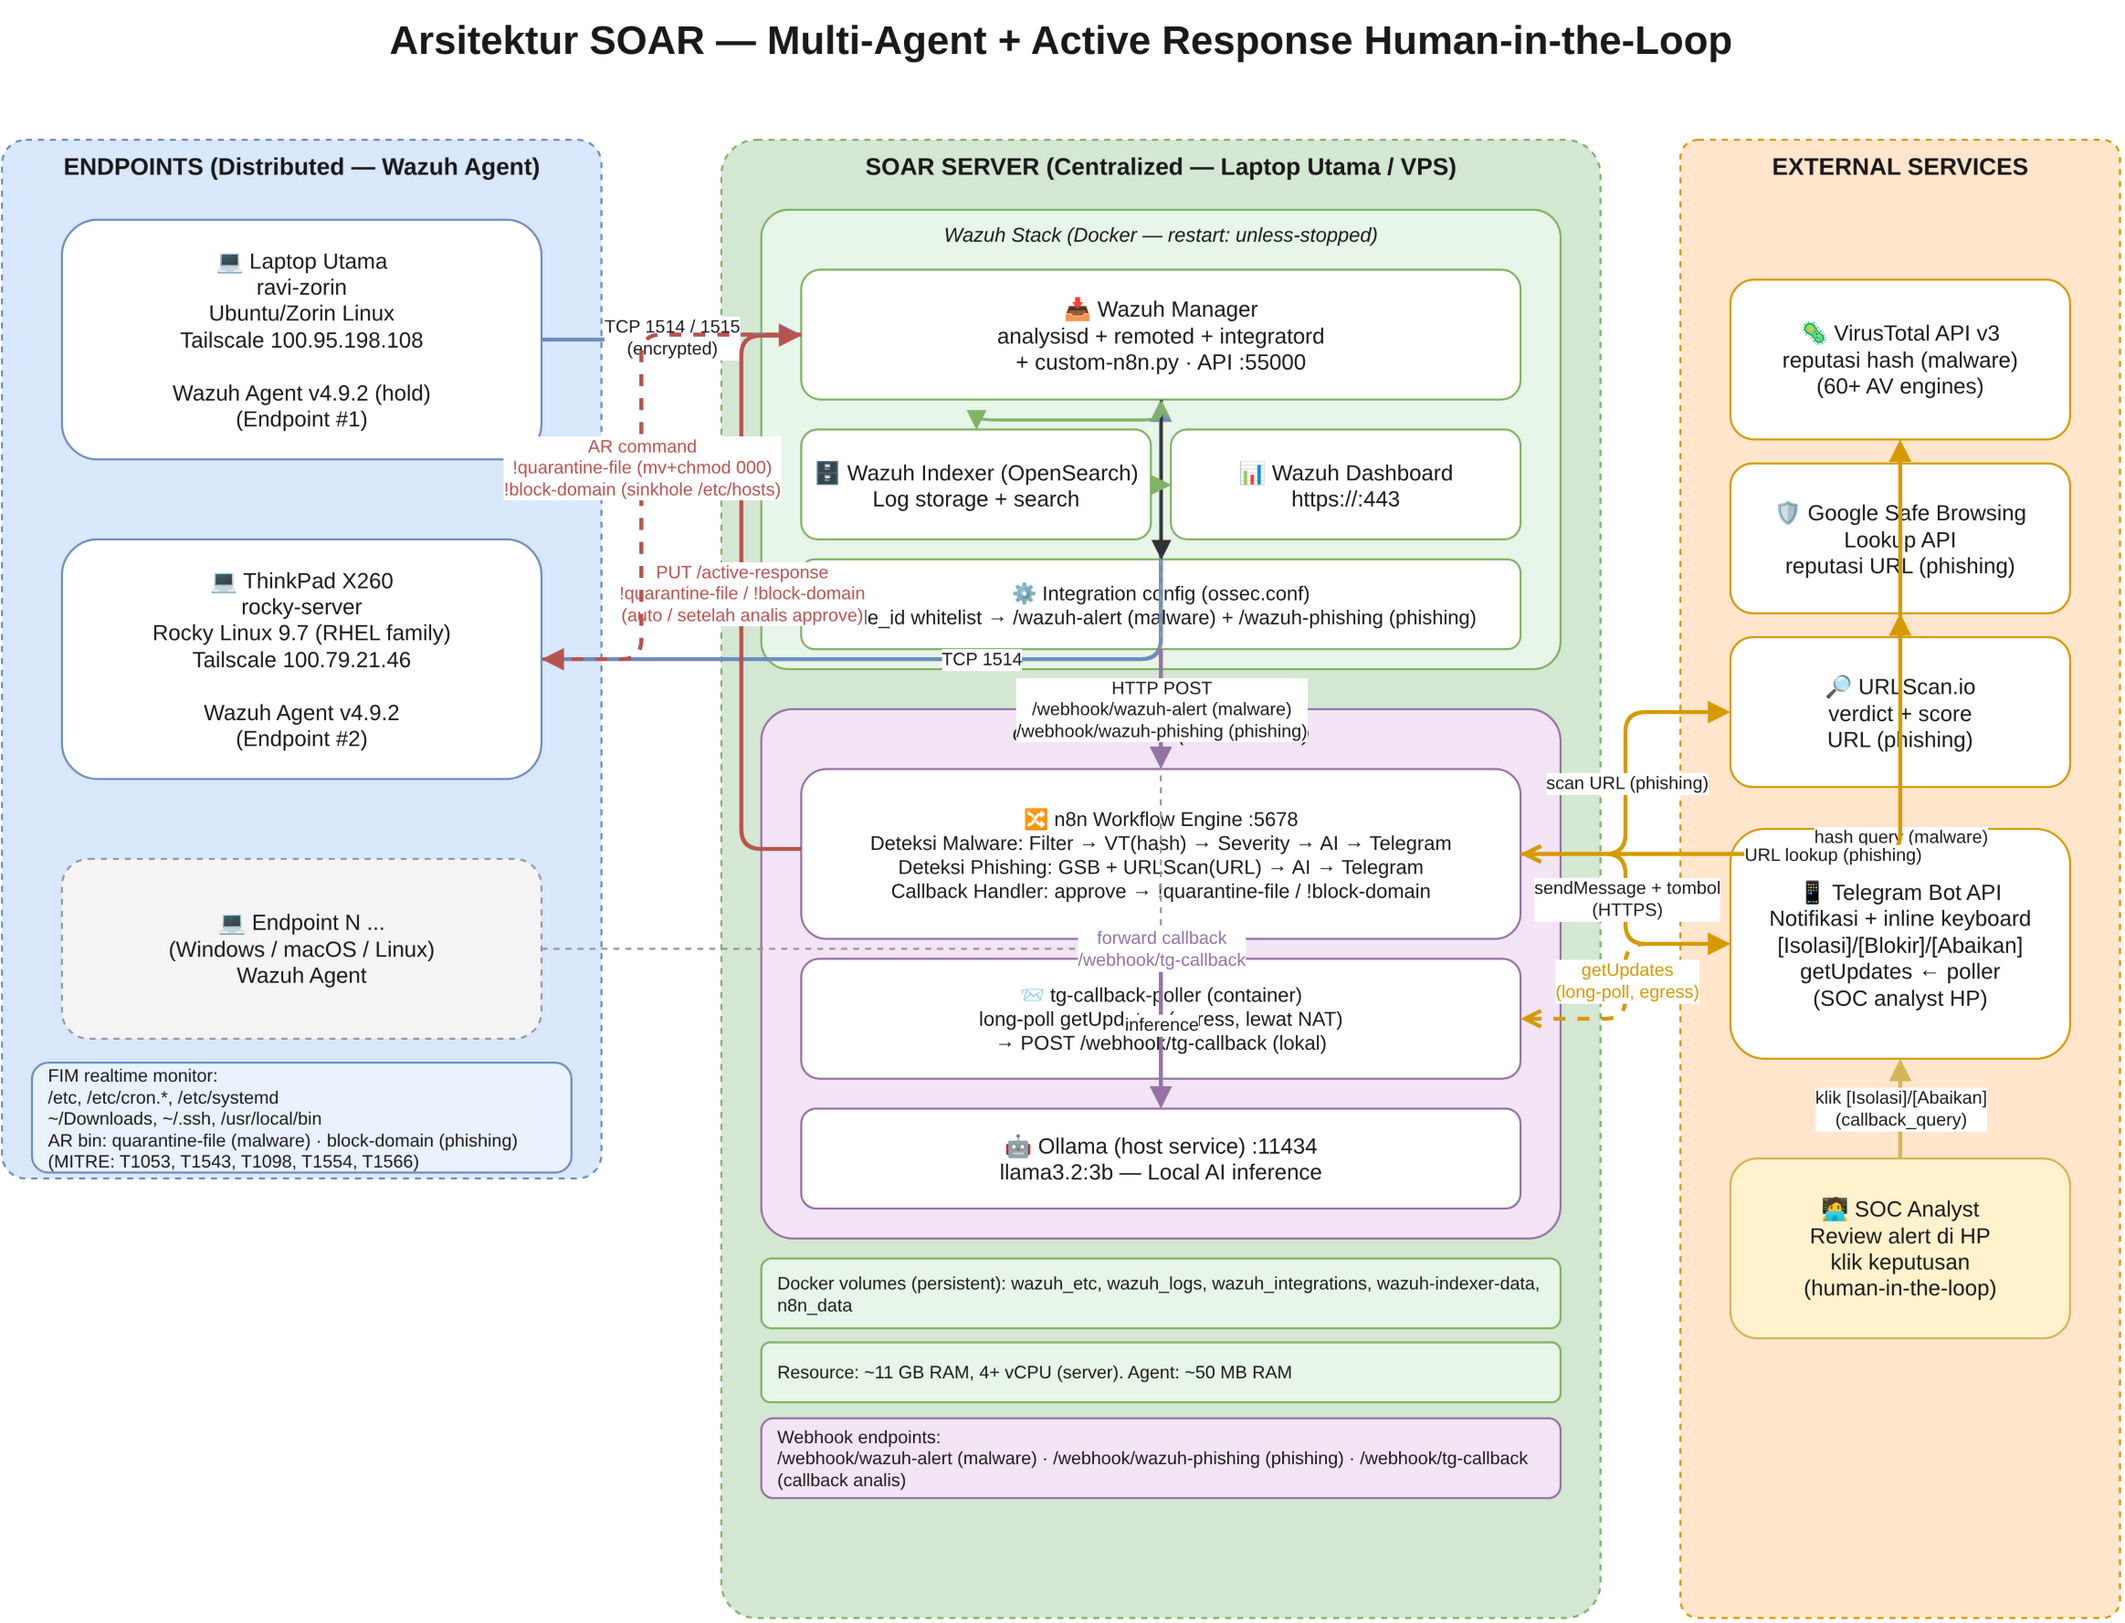 Arsitektur SOAR — Multi-Agent + Active Response Human-in-the-Loop
ENDPOINTS (Distributed — Wazuh Agent)
💻 Laptop Utama
ravi-zorin
Ubuntu/Zorin Linux
Tailscale 100.95.198.108
Wazuh Agent v4.9.2 (hold)
(Endpoint #1)
💻 ThinkPad X260
rocky-server
Rocky Linux 9.7 (RHEL family)
Tailscale 100.79.21.46
Wazuh Agent v4.9.2
(Endpoint #2)
💻 Endpoint N ...
(Windows / macOS / Linux)
Wazuh Agent
FIM realtime monitor:
/etc, /etc/cron.*, /etc/systemd
~/Downloads, ~/.ssh, /usr/local/bin
AR bin: quarantine-file (malware) · block-domain (phishing)
(MITRE: T1053, T1543, T1098, T1554, T1566)
TCP 1514 / 1515
(encrypted)
AR command
!quarantine-file (mv+chmod 000)
!block-domain (sinkhole /etc/hosts)
PUT /active-response
!quarantine-file / !block-domain
(auto / setelah analis approve)
TCP 1514
SOAR SERVER (Centralized — Laptop Utama / VPS)
Wazuh Stack (Docker — restart: unless-stopped)
📥 Wazuh Manager
analysisd + remoted + integratord
+ custom-n8n.py · API :55000
🗄️ Wazuh Indexer (OpenSearch)
Log storage + search
📊 Wazuh Dashboard
https://:443
⚙️ Integration config (ossec.conf)
whitelist → /wazuh-alert (malware) + /wazuh-phishing (phishing)
HTTP POST
/webhook/wazuh-alert (malware)
/webhook/wazuh-phishing (phishing)
🔀 n8n Workflow Engine :5678
Deteksi Malware: Filter → VT(hash) → Severity → AI → Telegram
Deteksi Phishing: GSB + URLScan(URL) → AI → Telegram
Callback Handler: approve → !quarantine-file / !block-domain
forward callback
/webhook/tg-callback
📨 tg-callback-poller (container)
long-poll lewat NAT)
inference
→ POST /webhook/tg-callback (lokal)
🤖 Ollama (host service) :11434
llama3.2:3b — Local AI inference
Docker volumes (persistent): wazuh_etc, wazuh_logs, wazuh_integrations, wazuh-indexer-data,
n8n_data
Resource: ~11 GB RAM, 4+ vCPU (server). Agent: ~50 MB RAM
Webhook endpoints:
/webhook/wazuh-alert (malware) · /webhook/wazuh-phishing (phishing) · /webhook/tg-callback
(callback analis)
scan URL (phishing)
sendMessage + tombol
(HTTPS)
getUpdates
(long-poll, egress)
EXTERNAL SERVICES
🦠 VirusTotal API v3
reputasi hash (malware)
(60+ AV engines)
🛡️ Google Safe Browsing
Lookup API
reputasi URL (phishing)
🔎 URLScan.io
verdict + score
URL (phishing)
hash query (malware)
URL lookup (phishing)
📱 Telegram Bot API
Notifikasi + inline keyboard
[Isolasi]/[Blokir]/[Abaikan]
getUpdates ← poller
(SOC analyst HP)
klik [Isolasi]/[Abaikan]
(callback_query)
🧑‍💻 SOC Analyst
Review alert di HP
klik keputusan
(human-in-the-loop)